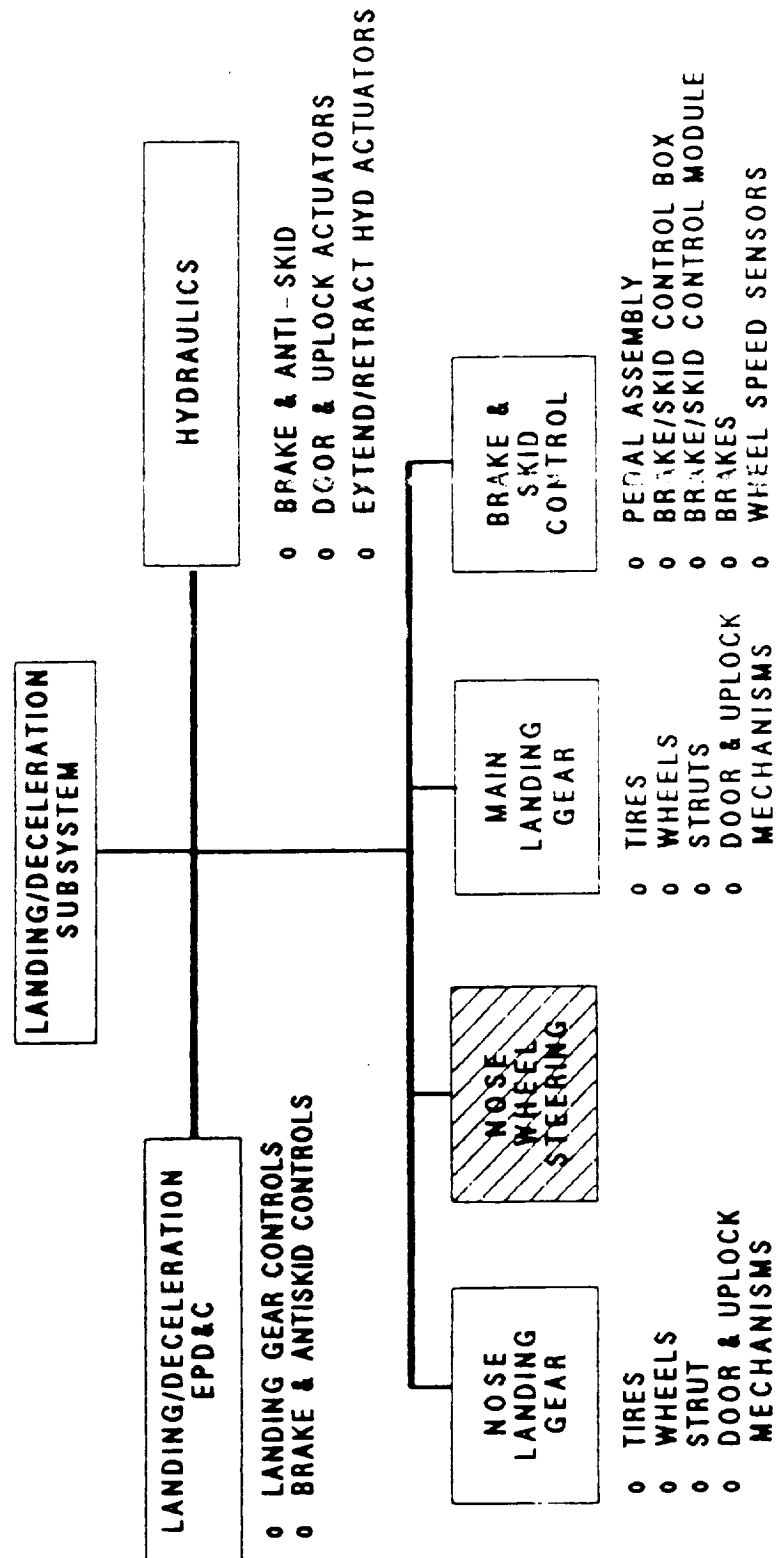 LANDING/DECELERATION
SUBSYSTEM
LANDING/DECELERATION
EPD&C
o LANDING GEAR CONTROLS
o BRAKE & ANTISKID CONTROLS
HYDRAULICS
o BRAKE & ANTI-SKID
o DOOR & UPLOCK ACTUATORS
o EXTEND/RETRACT HYD ACTUATORS
NOSE
LANDING
GEAR
o TIRES
o WHEELS
o STRUT
o DOOR & UPLOCK
MECHANISMS
NOSE
WHEEL
STEERING
MAIN
LANDING
GEAR
o TIRES
o WHEELS
o STRUTS
o DOOR & UPLOCK
MECHANISMS
BRAKE &
SKID
CONTROL
o PEDAL ASSEMBLY
o BRAKE/SKID CONTROL BOX
o BRAKE/SKID CONTROL MODULE
o BRAKES
o WHEEL SPEED SENSORS